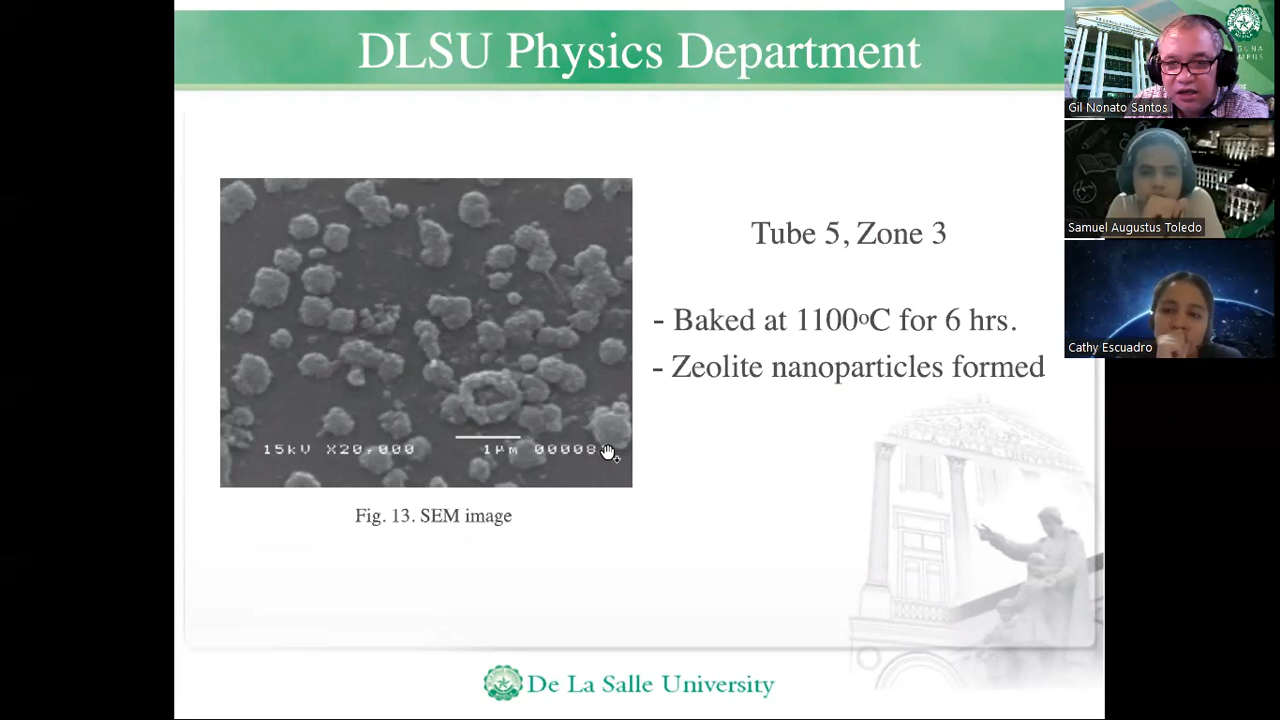 DLSU Physics Department
Gil Nonato Santos
Samuel Augustus Toledo
Cathy Escuadro
Tube 5, Zone 3
- Baked at 1100ºC for 6 hrs.
- Zeolite nanoparticles formed
15kV X20,000 1µm 00008
Fig. 13. SEM image
De La Salle University